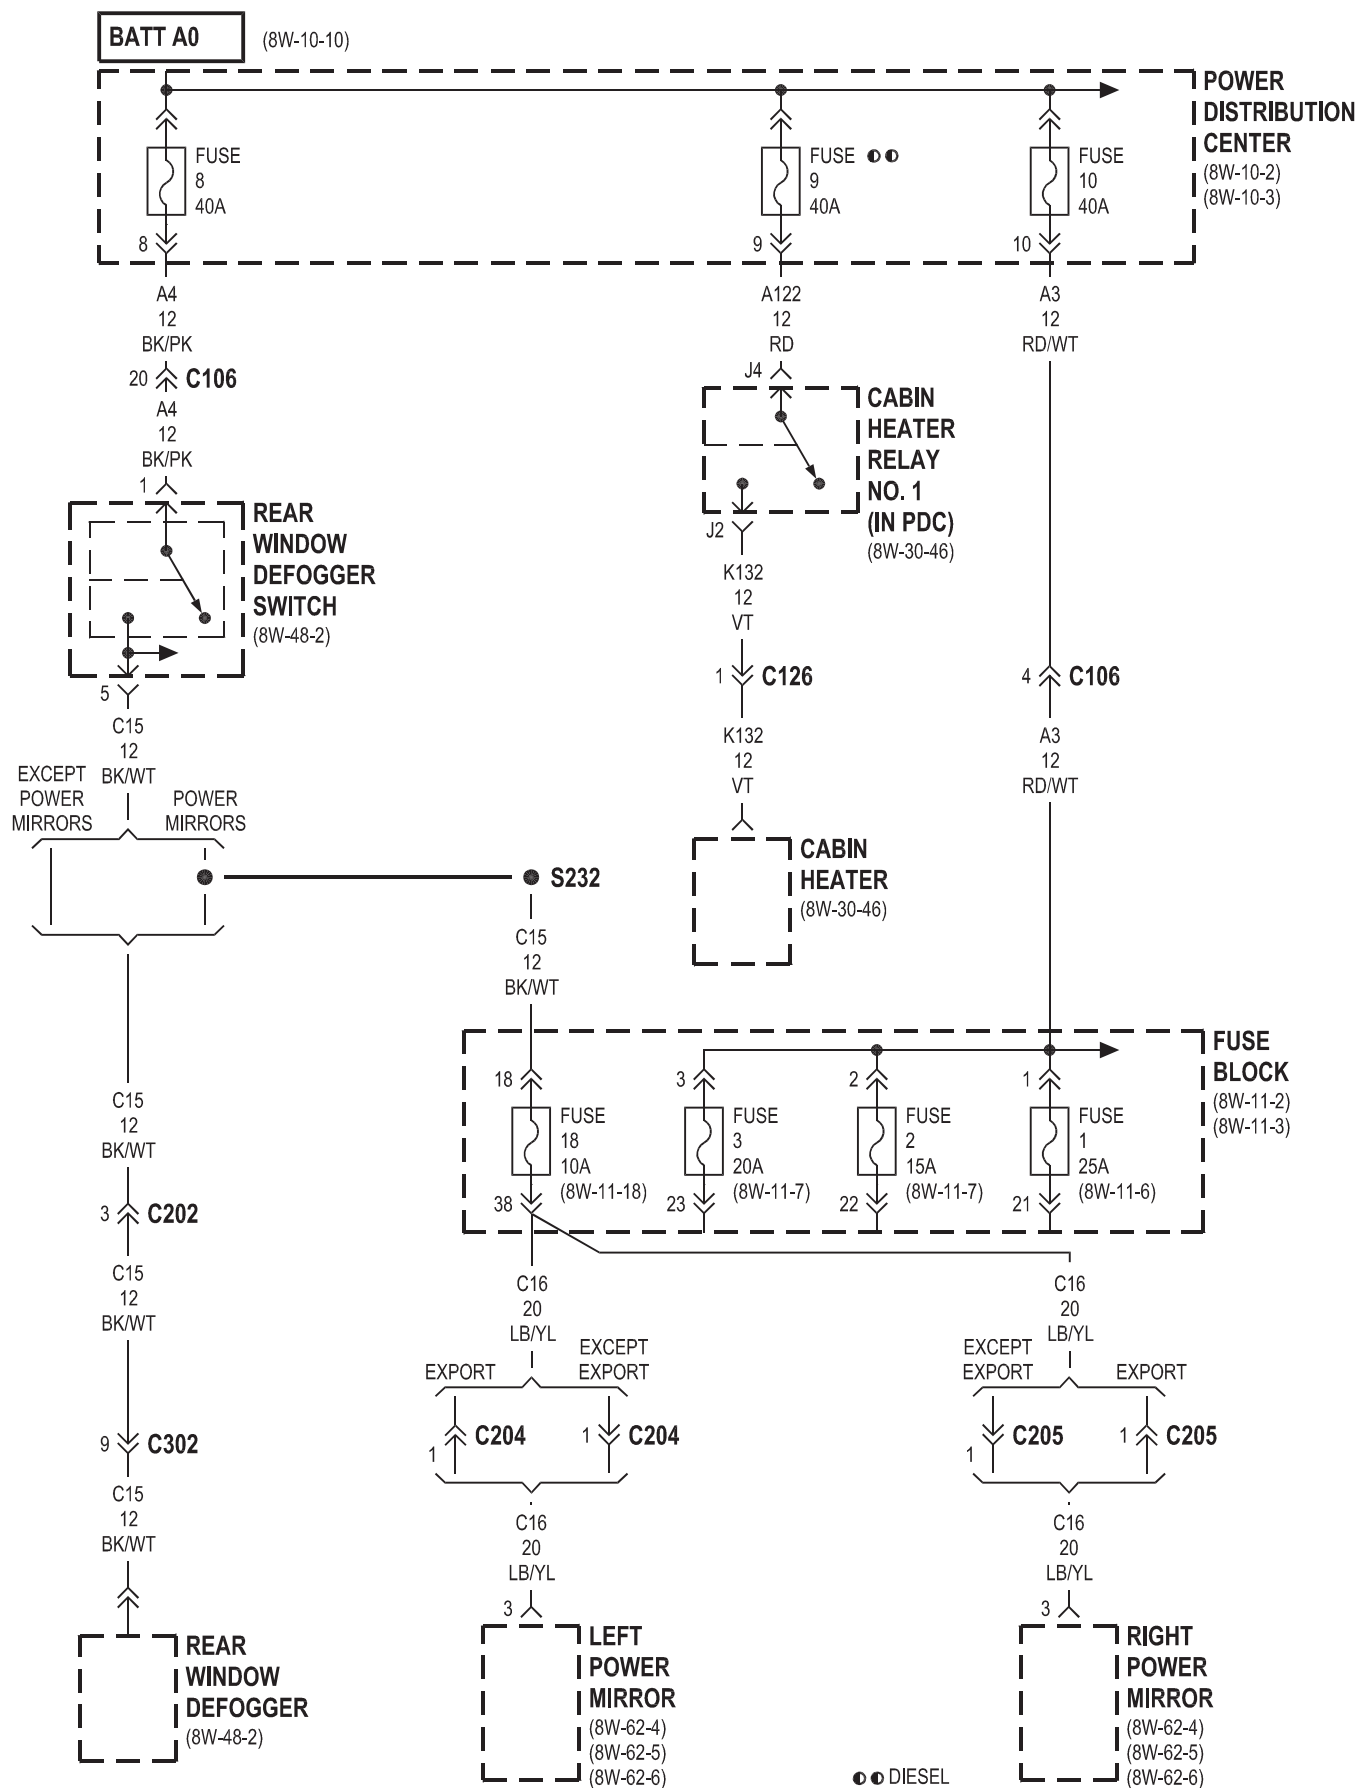 BATT A0 (8W-10-10)
POWER
DISTRIBUTION
CENTER
(8W-10-2)
(8W-10-3)
FUSE
8
40A
8
FUSE
9
40A
9
FUSE
10
40A
10
A4
12
BK/PK
20 C106
A4
12
BK/PK
1
REAR
WINDOW
DEFOGGER
SWITCH
(8W-48-2)
5
C15
12
BK/WT
EXCEPT
POWER
MIRRORS
POWER
MIRRORS
S232
A122
12
RD
J4
CABIN
HEATER
RELAY
NO. 1
(IN PDC)
(8W-30-46)
J2
K132
12
VT
1 C126
K132
12
VT
CABIN
HEATER
(8W-30-46)
A3
12
RD/WT
4 C106
A3
12
RD/WT
C15
12
BK/WT
FUSE
BLOCK
(8W-11-2)
(8W-11-3)
18
FUSE
18
10A
(8W-11-18)
38
3
FUSE
3
20A
(8W-11-7)
23
2
FUSE
2
15A
(8W-11-7)
22
1
FUSE
1
25A
(8W-11-6)
21
C15
12
BK/WT
3 C202
C15
12
BK/WT
9 C302
C15
12
BK/WT
REAR
WINDOW
DEFOGGER
(8W-48-2)
C16
20
LB/YL
EXPORT
EXCEPT
EXPORT
1 C204
1 C204
C16
20
LB/YL
3
LEFT
POWER
MIRROR
(8W-62-4)
(8W-62-5)
(8W-62-6)
C16
20
LB/YL
EXCEPT
EXPORT
EXPORT
1 C205
1 C205
C16
20
LB/YL
3
RIGHT
POWER
MIRROR
(8W-62-4)
(8W-62-5)
(8W-62-6)
DIESEL